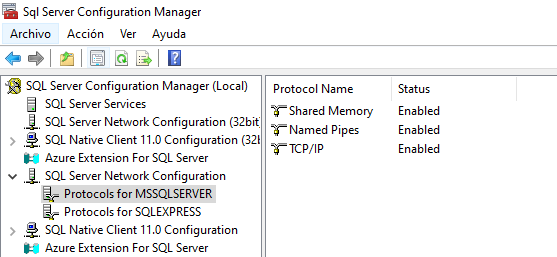 Sql Server Configuration Manager
Archivo Acción Ver Ayuda
SQL Server Configuration Manager (Local)
SQL Server Services
SQL Server Network Configuration (32bit
SQL Native Client 11.0 Configuration (32b
Azure Extension For SQL Server
SQL Server Network Configuration
Protocols for MSSQLSERVER
Protocols for SQLEXPRESS
SQL Native Client 11.0 Configuration
Azure Extension For SQL Server
Protocol Name Status
Shared Memory Enabled
Named Pipes Enabled
TCP/IP Enabled